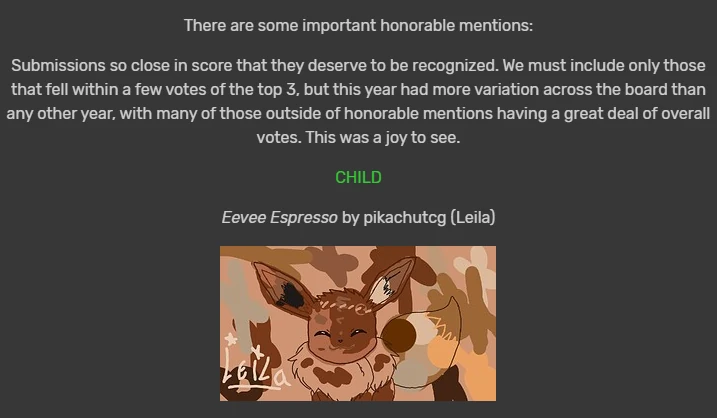 There are some important honorable mentions:
Submissions so close in score that they deserve to be recognized. We must include only those
that fell within a few votes of the top 3, but this year had more variation across the board than
any other year, with many of those outside of honorable mentions having a great deal of overall
votes. This was a joy to see.
CHILD
Eevee Espresso by pikachutcg (Leila)
LeiLa